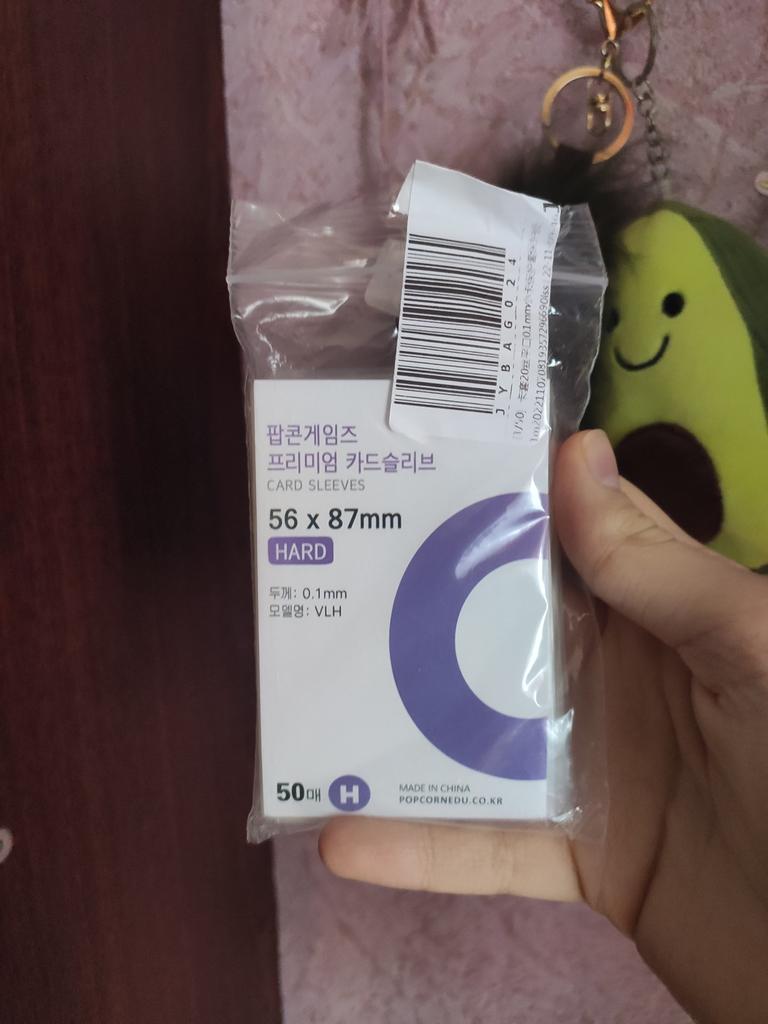 JYBAG024
팝콘게임즈
프리미엄 카드슬리브
CARD SLEEVES
56 x 87mm
HARD
두께: 0.1mm
모델명: VLH
50매 H
MADE IN CHINA
POPCORNEDU.CO.KR